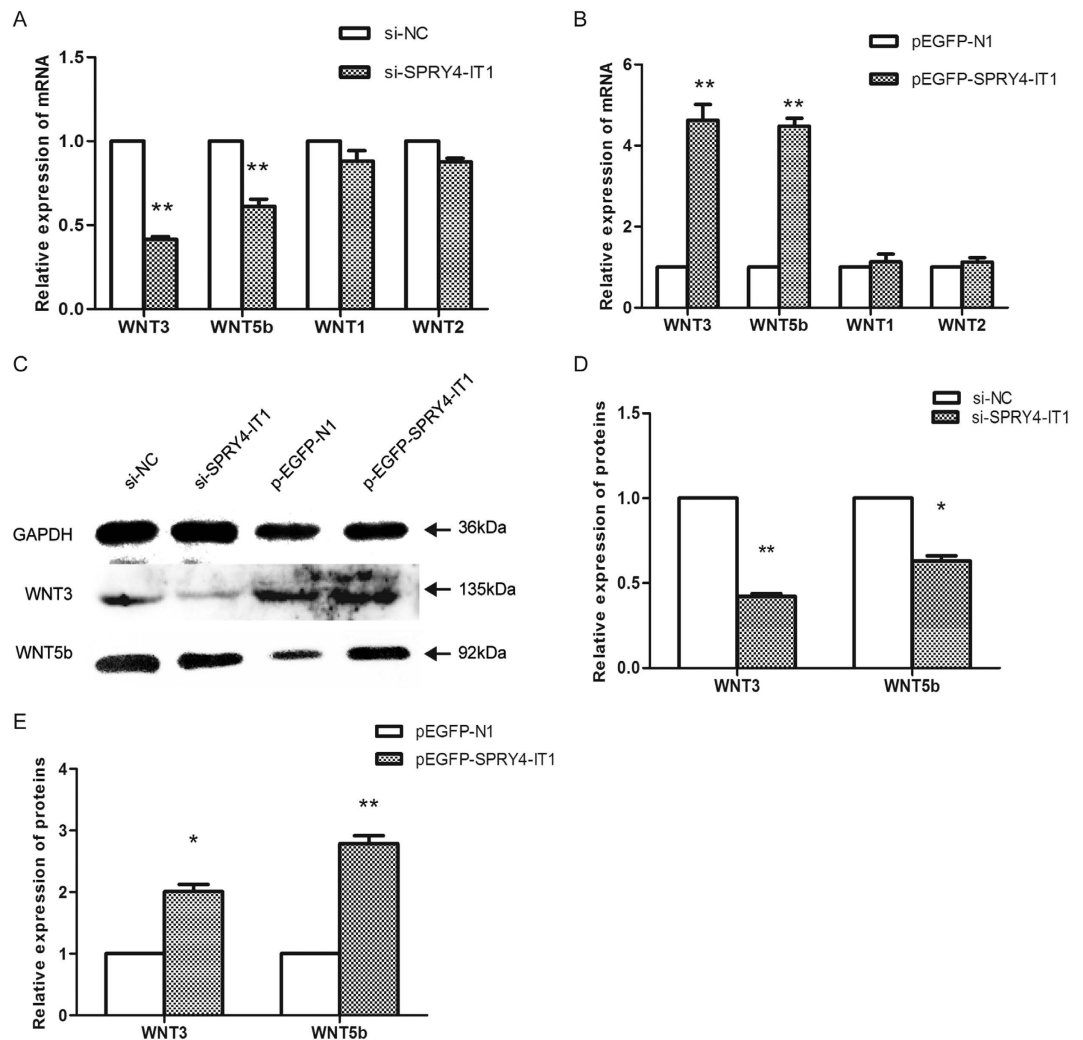 A
si-NC
si-SPRY4-IT1
Relative expression of mRNA
1.5
1.0
0.5
0.0
**
**
WNT3 WNT5b WNT1 WNT2
B
pEGFP-N1
pEGFP-SPRY4-IT1
Relative expression of mRNA
6
4
2
0
** **
WNT3 WNT5b WNT1 WNT2
C
si-NC si-SPRY4-IT1 p-EGFP-N1 p-EGFP-SPRY4-IT1
GAPDH 36kDa
WNT3 135kDa
WNT5b 92kDa
D
si-NC
si-SPRY4-IT1
Relative expression of proteins
1.5
1.0
0.5
0.0
**
*
WNT3 WNT5b
E
pEGFP-N1
pEGFP-SPRY4-IT1
Relative expression of proteins
4
3
2
1
0
*
**
WNT3 WNT5b